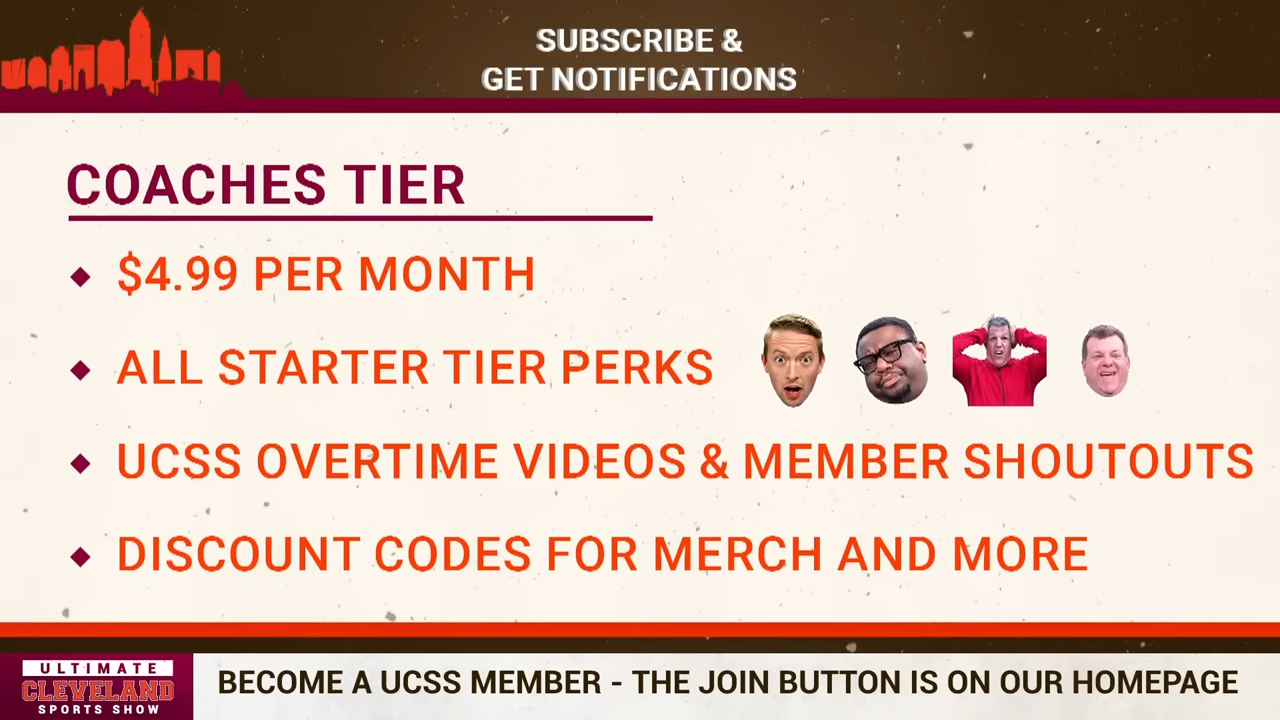 SUBSCRIBE &
GET NOTIFICATIONS
COACHES TIER
$4.99 PER MONTH
ALL STARTER TIER PERKS
UCSS OVERTIME VIDEOS & MEMBER SHOUTOUTS
DISCOUNT CODES FOR MERCH AND MORE
ULTIMATE
CLEVELAND
SPORTS SHOW
BECOME A UCSS MEMBER - THE JOIN BUTTON IS ON OUR HOMEPAGE